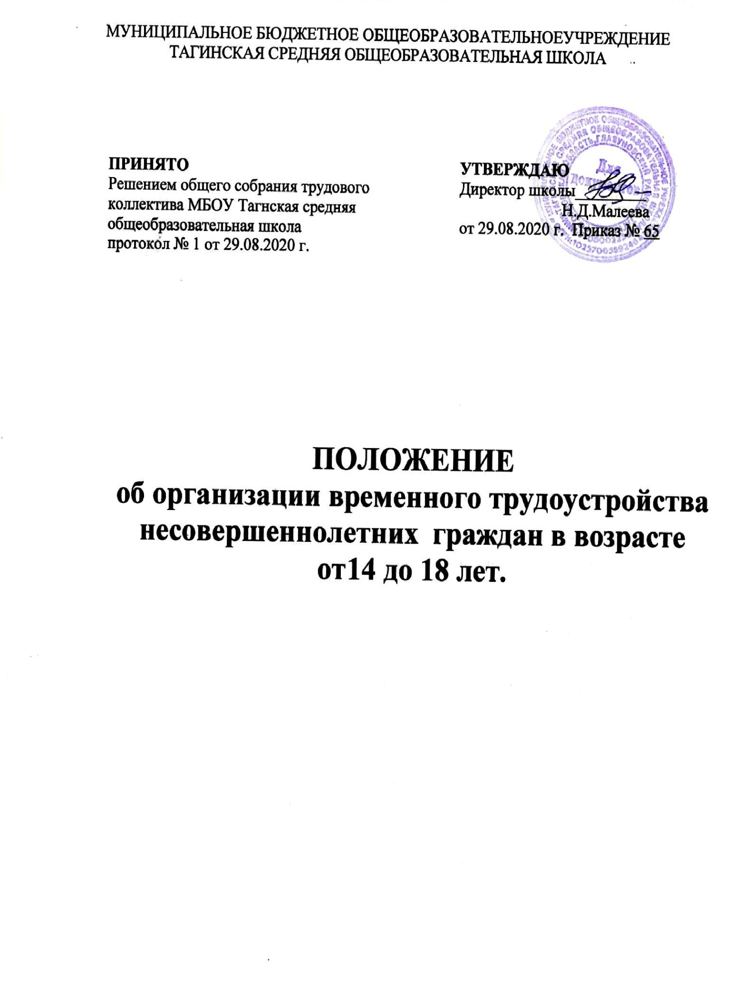 МУНИЦИПАЛЬНОЕ БЮДЖЕТНОЕ ОБЩЕОБРАЗОВАТЕЛЬНОЕУЧРЕЖДЕНИЕ
ТАГИНСКАЯ СРЕДНЯЯ ОБЩЕОБРАЗОВАТЕЛЬНАЯ ШКОЛА
ПРИНЯТО
Решением общего собрания трудового
коллектива МБОУ Тагнская средняя
общеобразовательная школа
протокол № 1 от 29.08.2020 г.
УТВЕРЖДАЮ
Директор школы
Н.Д.Малеева
от 29.08.2020 г. Приказ № 65
Для
документов
ПОЛОЖЕНИЕ
об организации временного трудоустройства
несовершеннолетних граждан в возрасте
от14 до 18 лет.